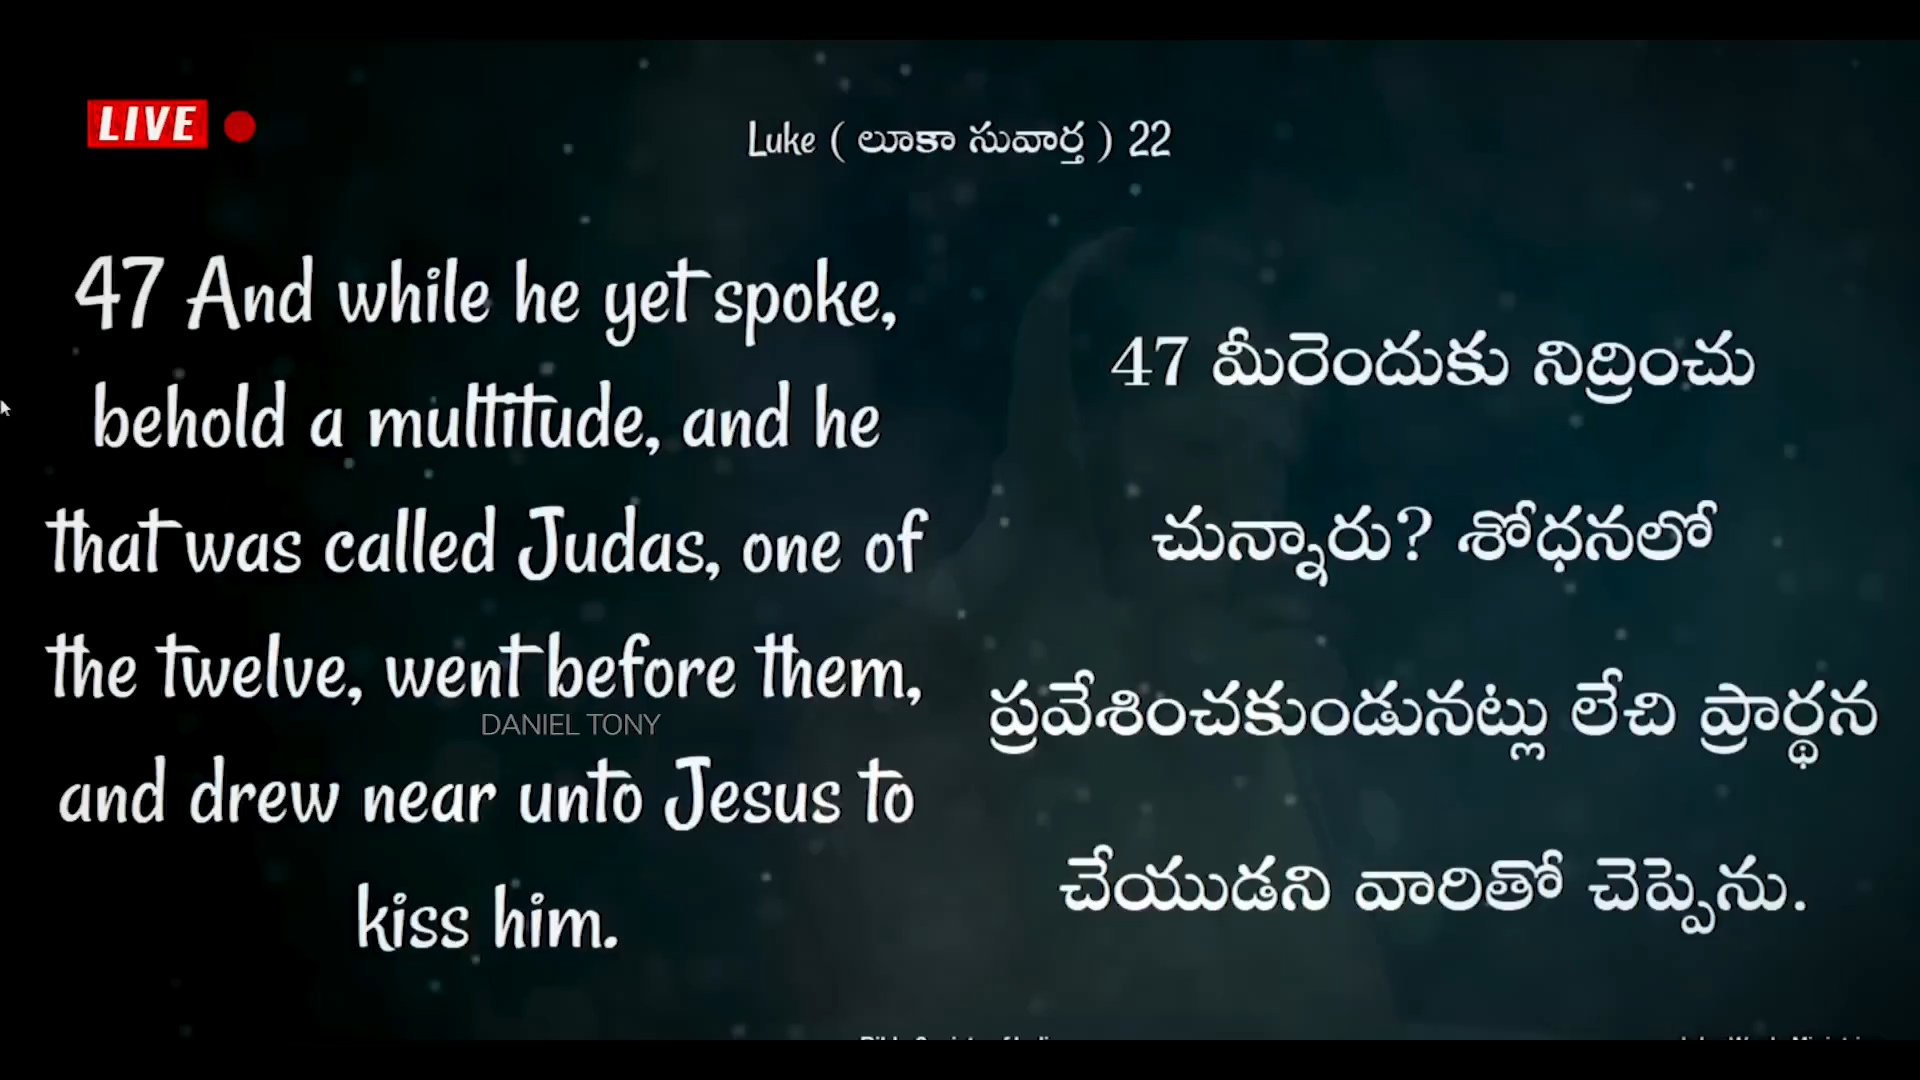 LIVE
Luke ( లూకా సువార్త ) 22
47 And while he yet spoke,
behold a multitude, and he
that was called Judas, one of
the twelve, went before them,
and drew near unto Jesus to
kiss him.
DANIEL TONY
47 మీరెందుకు నిద్రించు
చున్నారు? శోధనలో
ప్రవేశించకుండునట్లు లేచి ప్రార్థన
చేయుడని వారితో చెప్పెను.